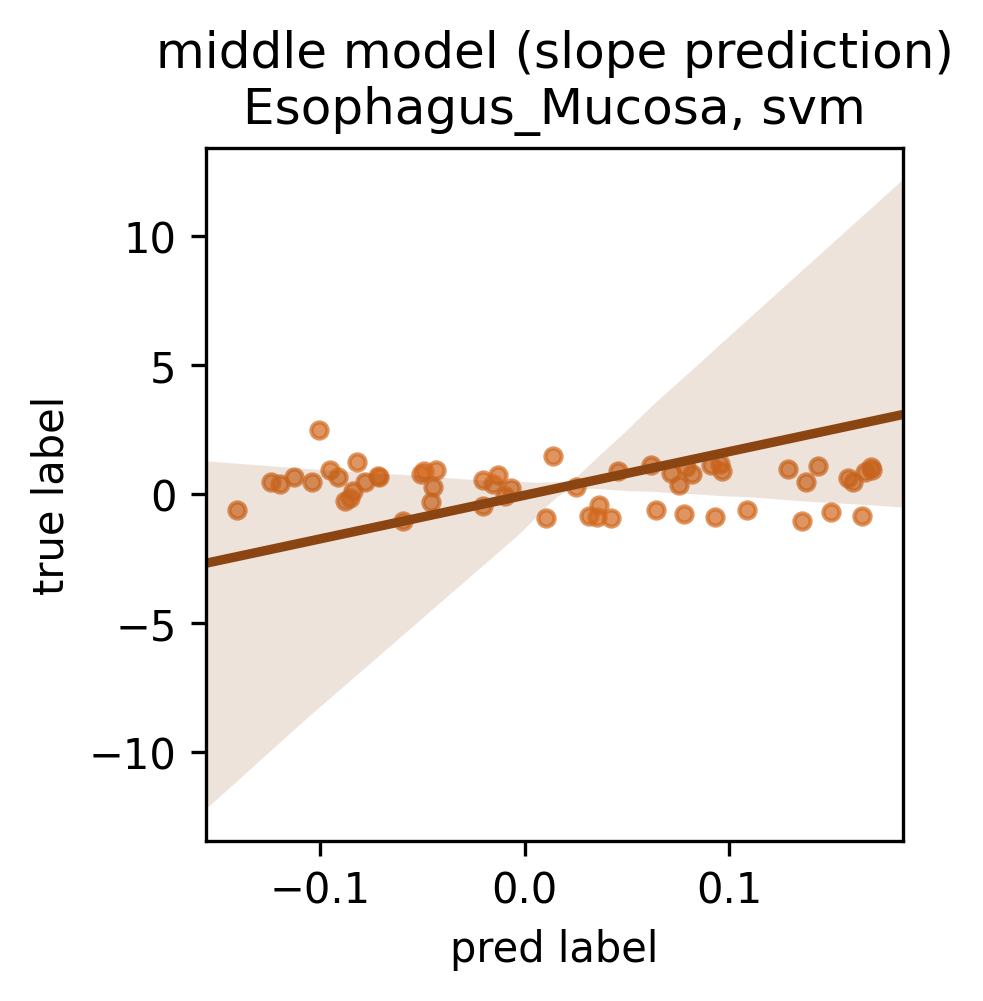 middle model (slope prediction)
Esophagus_Mucosa, svm
10
5
0
−5
−10
true label
−0.1
0.0
0.1
pred label